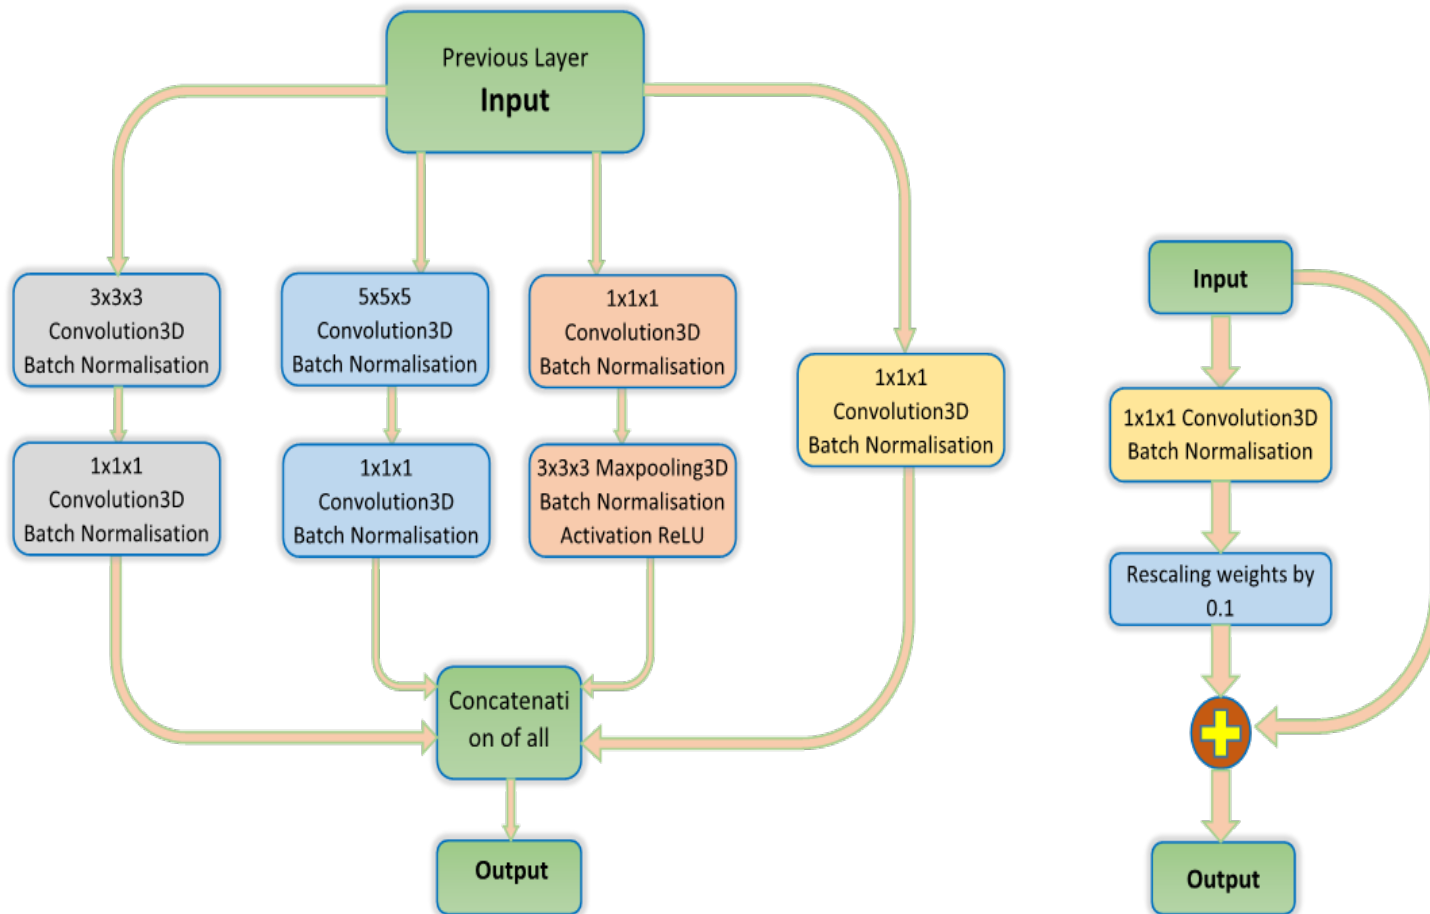 Previous Layer
Input
3x3x3
Convolution3D
Batch Normalisation
1x1x1
Convolution3D
Batch Normalisation
5x5x5
Convolution3D
Batch Normalisation
1x1x1
Convolution3D
Batch Normalisation
1x1x1
Convolution3D
Batch Normalisation
3x3x3 Maxpooling3D
Batch Normalisation
Activation ReLU
1x1x1
Convolution3D
Batch Normalisation
Concatenati
on of all
Output
Input
1x1x1 Convolution3D
Batch Normalisation
Rescaling weights by
0.1
Output